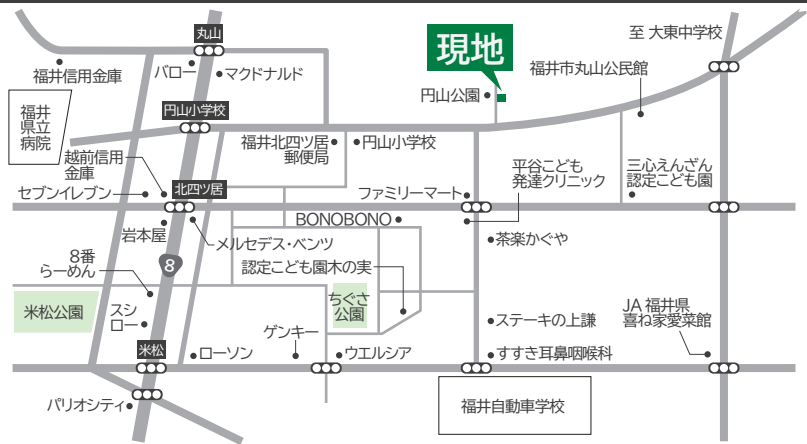 丸山
至 大東中学校
現地
福井信用金庫
バロー
マクドナルド
福井市丸山公民館
円山公園
福井
県立
病院
円山小学校
福井北四ツ居
郵便局
円山小学校
越前信用
金庫
平谷こども
発達クリニック
三心えんざん
認定こども園
セブンイレブン
北四ツ居
ファミリーマート
岩本屋
BONOBONO
メルセデス・ベンツ
茶楽かぐや
8番
らーめん
8
認定こども園木の実
米松公園
スシ
ロー
ちぐさ
公園
ステーキの上謙
JA 福井県
喜ね家愛菜館
米松
ローソン
ゲンキー
ウエルシア
すずき耳鼻咽喉科
パリオシティ
福井自動車学校